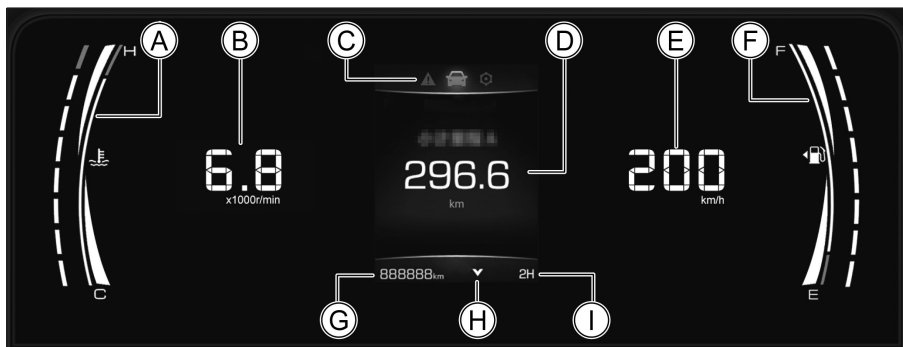 A B C D E F
H F
6.8
x1000r/min
296.6
km
200
km/h
C E
888888km 2H
G H I